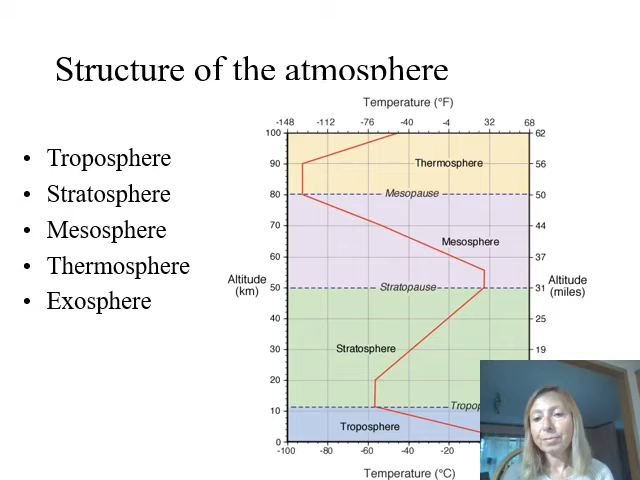 Structure of the atmosphere
• Troposphere
• Stratosphere
• Mesosphere
• Thermosphere
• Exosphere
Temperature (°F)
-148 -112 -76 -40 -4 32 68
100 62
90 Thermosphere 56
80 Mesopause 50
70 44
Mesosphere
60 37
Altitude (km)
Altitude (miles)
50 Stratopause 31
40 25
30 Stratosphere 19
20
10
Troposphere
0
-100 -80 -60 -40 -20
Temperature (°C)